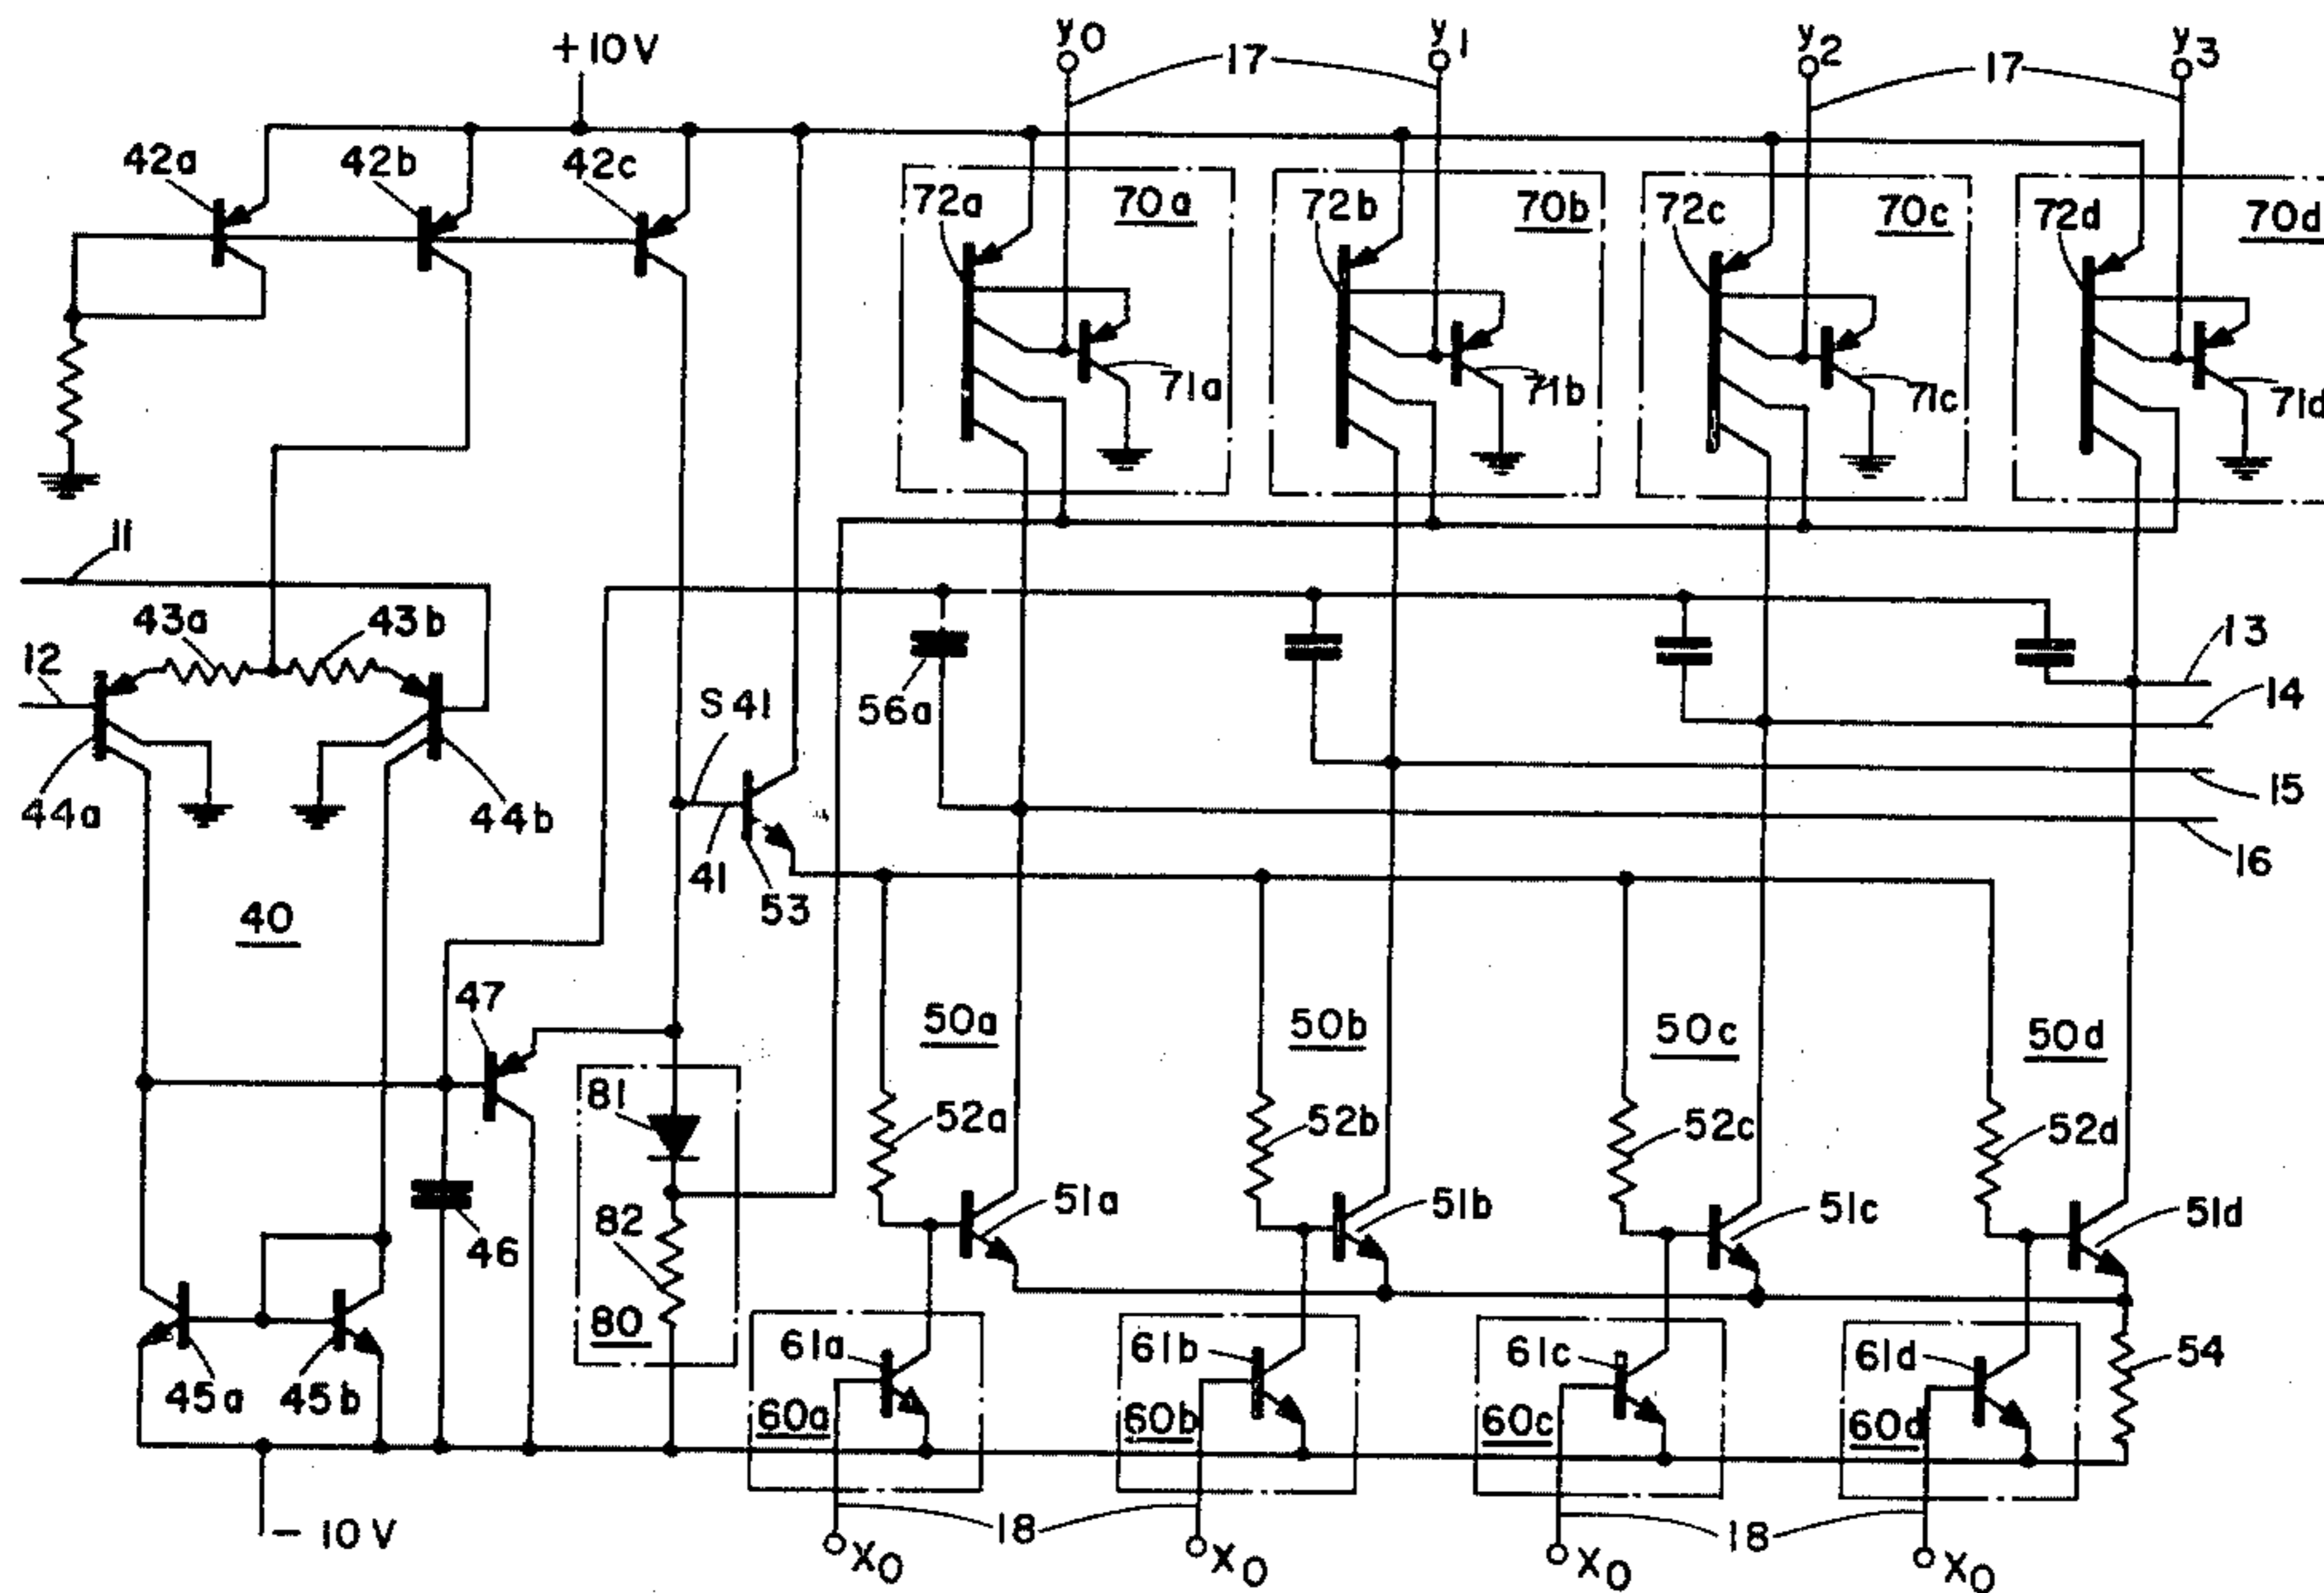 +10V
y0
17
y1
y2
17
y3
42a
42b
42c
72a
70a
72b
70b
72c
70c
72d
70d
71a
71b
71c
71d
11
43a
43b
12
S41
56a
13
14
15
16
44a
44b
41
53
40
47
50a
50b
50c
50d
81
52a
52b
52c
52d
82
51a
51b
51c
51d
46
80
61a
61b
61c
61d
54
45a
45b
60a
60b
60c
60d
-10V
18
18
X0
X0
X0
X0